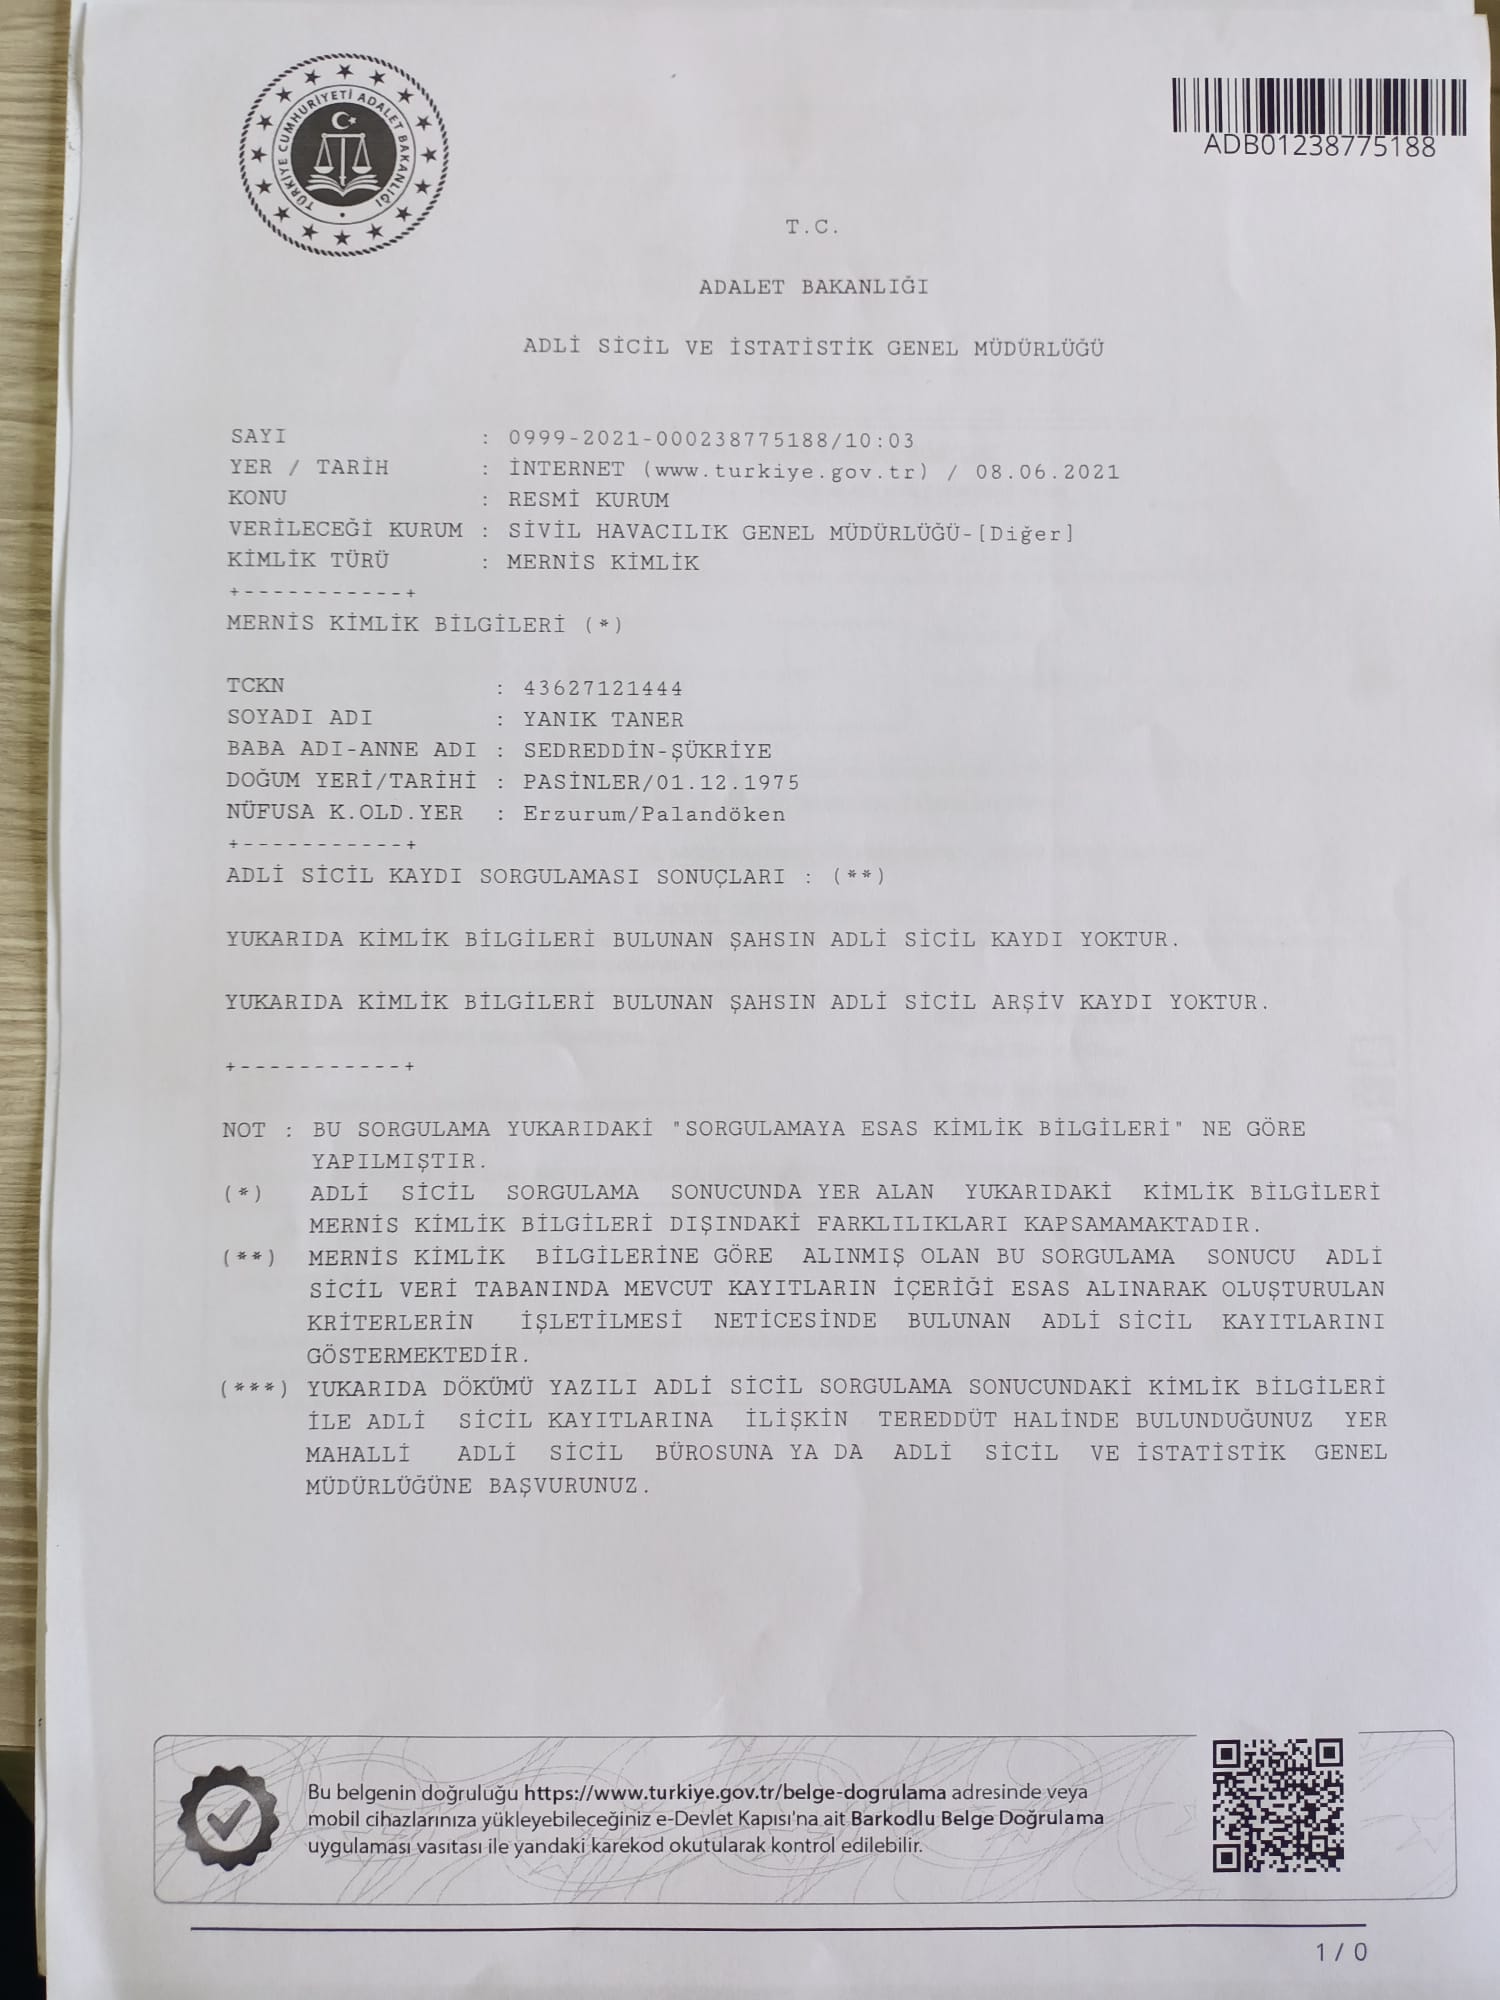 TÜRKİYE CUMHURİYETİ ADALET BAKANLIĞI
ADB01238775188
T.C.
ADALET BAKANLIĞI
ADLİ SİCİL VE İSTATİSTİK GENEL MÜDÜRLÜĞÜ
SAYI : 0999-2021-000238775188/10:03
YER / TARİH : İNTERNET (www.turkiye.gov.tr) / 08.06.2021
KONU : RESMİ KURUM
VERİLECEĞİ KURUM : SİVİL HAVACILIK GENEL MÜDÜRLÜĞÜ-[Diğer]
KİMLİK TÜRÜ : MERNİS KİMLİK
+-----------+
MERNİS KİMLİK BİLGİLERİ (*)
TCKN : 43627121444
SOYADI ADI : YANIK TANER
BABA ADI-ANNE ADI : SEDREDDİN-ŞÜKRİYE
DOĞUM YERİ/TARİHİ : PASİNLER/01.12.1975
NÜFUSA K.OLD.YER : Erzurum/Palandöken
+-----------+
ADLİ SİCİL KAYDI SORGULAMASI SONUÇLARI : (**)
YUKARIDA KİMLİK BİLGİLERİ BULUNAN ŞAHSIN ADLİ SİCİL KAYDI YOKTUR.
YUKARIDA KİMLİK BİLGİLERİ BULUNAN ŞAHSIN ADLİ SİCİL ARŞİV KAYDI YOKTUR.
+-----------+
NOT : BU SORGULAMA YUKARIDAKİ "SORGULAMAYA ESAS KİMLİK BİLGİLERİ" NE GÖRE
YAPILMIŞTIR.
(*) ADLİ SİCİL SORGULAMA SONUCUNDA YER ALAN YUKARIDAKİ KİMLİK BİLGİLERİ
MERNİS KİMLİK BİLGİLERİ DIŞINDAKİ FARKLILIKLARI KAPSAMAMAKTADIR.
(**) MERNİS KİMLİK BİLGİLERİNE GÖRE ALINMIŞ OLAN BU SORGULAMA SONUCU ADLİ
SİCİL VERİ TABANINDA MEVCUT KAYITLARIN İÇERİĞİ ESAS ALINARAK OLUŞTURULAN
KRİTERLERİN İŞLETİLMESİ NETİCESİNDE BULUNAN ADLİ SİCİL KAYITLARINI
GÖSTERMEKTEDİR.
(***) YUKARIDA DÖKÜMÜ YAZILI ADLİ SİCİL SORGULAMA SONUCUNDAKİ KİMLİK BİLGİLERİ
İLE ADLİ SİCİL KAYITLARINA İLİŞKİN TEREDDÜT HALİNDE BULUNDUĞUNUZ YER
MAHALLİ ADLİ SİCİL BÜROSUNA YA DA ADLİ SİCİL VE İSTATİSTİK GENEL
MÜDÜRLÜĞÜNE BAŞVURUNUZ.
Bu belgenin doğruluğu https://www.turkiye.gov.tr/belge-dogrulama adresinde veya
mobil cihazlarınıza yükleyebileceğiniz e-Devlet Kapısı'na ait Barkodlu Belge Doğrulama
uygulaması vasıtası ile yandaki karekod okutularak kontrol edilebilir.
1 / 0